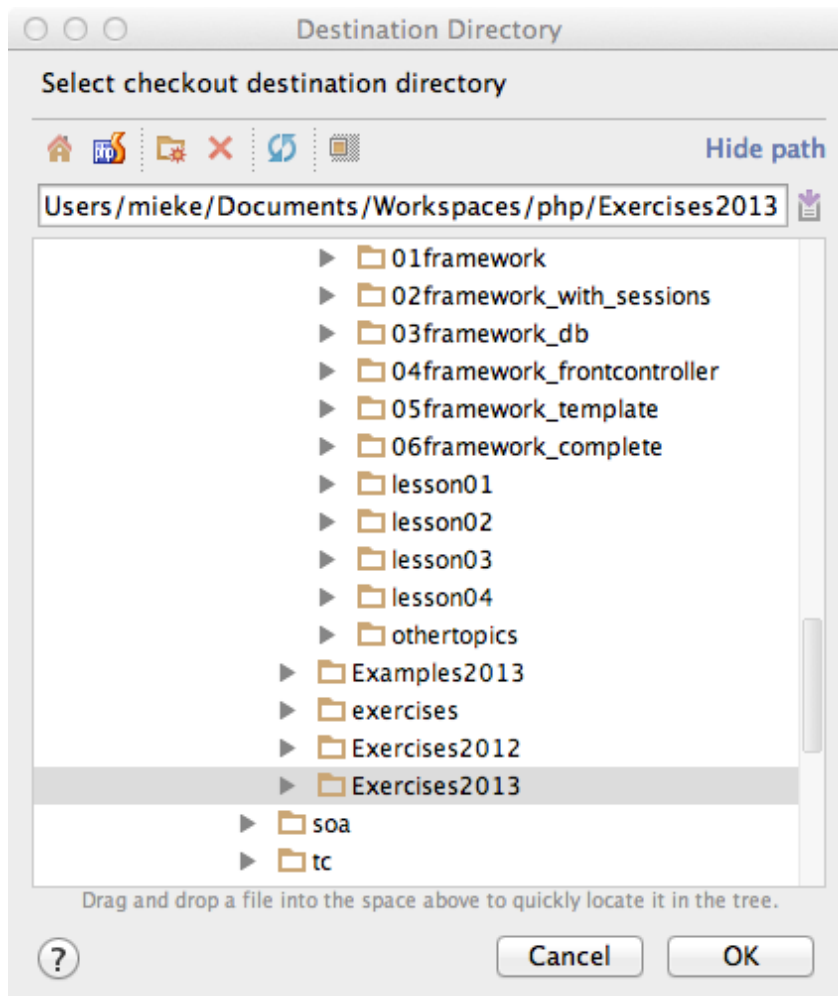 Destination Directory
Select checkout destination directory
php
Hide path
Users/mieke/Documents/Workspaces/php/Exercises2013
01framework
02framework_with_sessions
03framework_db
04framework_frontcontroller
05framework_template
06framework_complete
lesson01
lesson02
lesson03
lesson04
othertopics
Examples2013
exercises
Exercises2012
Exercises2013
soa
tc
Drag and drop a file into the space above to quickly locate it in the tree.
? Cancel OK